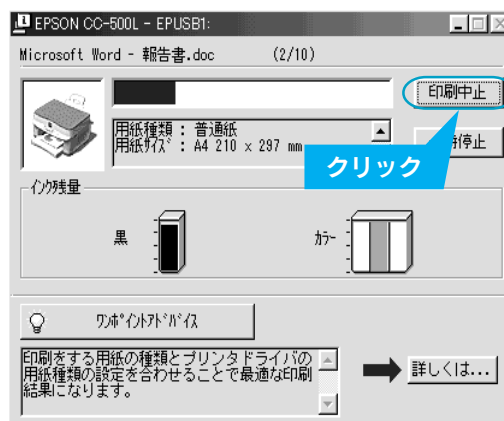 EPSON CC-500L - EPUSB1:
Microsoft Word - 報告書.doc (2/10)
印刷中止
用紙種類 : 普通紙
用紙ｻｲｽﾞ : A4 210 x 297 mm
停止
クリック
ｲﾝｸ残量
黒
ｶﾗｰ
ﾜﾝﾎﾟｲﾝﾄｱﾄﾞﾊﾞｲｽ
印刷をする用紙の種類とプリンタドライバの
用紙種類の設定を合わせることで最適な印刷
結果になります。
詳しくは...